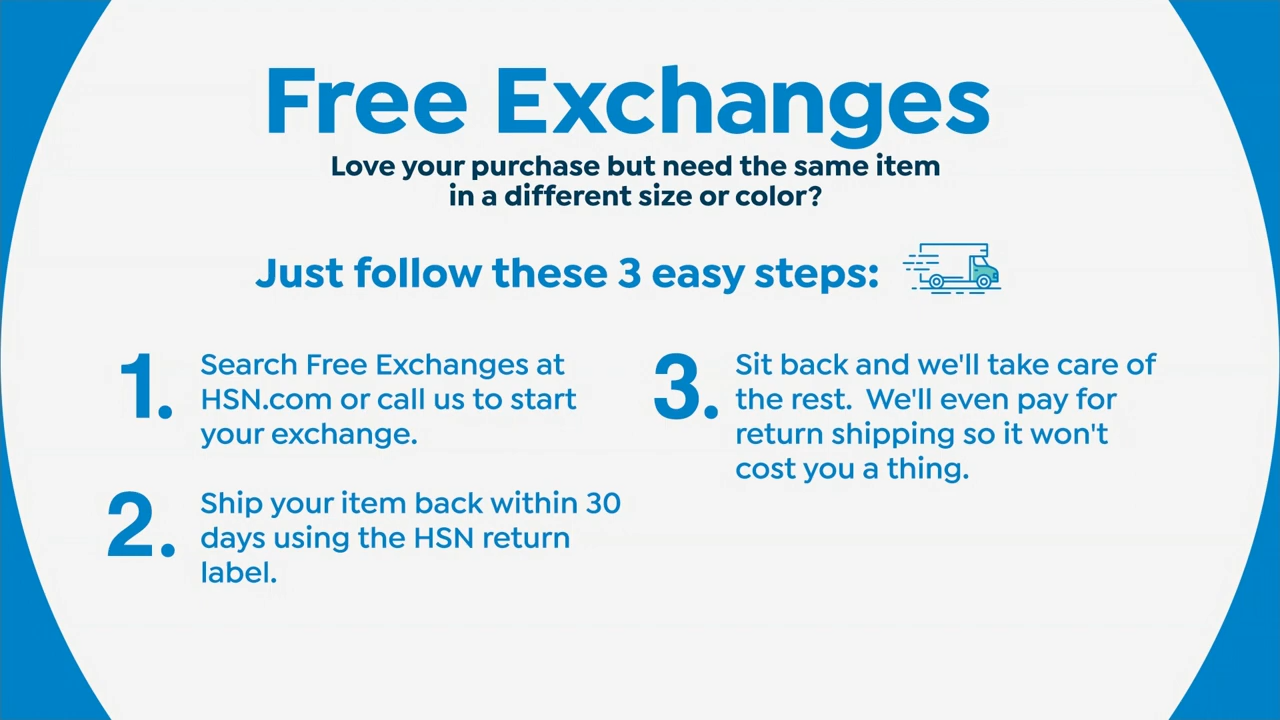 Free Exchanges
Love your purchase but need the same item
in a different size or color?
Just follow these 3 easy steps:
1. Search Free Exchanges at
HSN.com or call us to start
your exchange.
2. Ship your item back within 30
days using the HSN return
label.
3. Sit back and we'll take care of
the rest.  We'll even pay for
return shipping so it won't
cost you a thing.